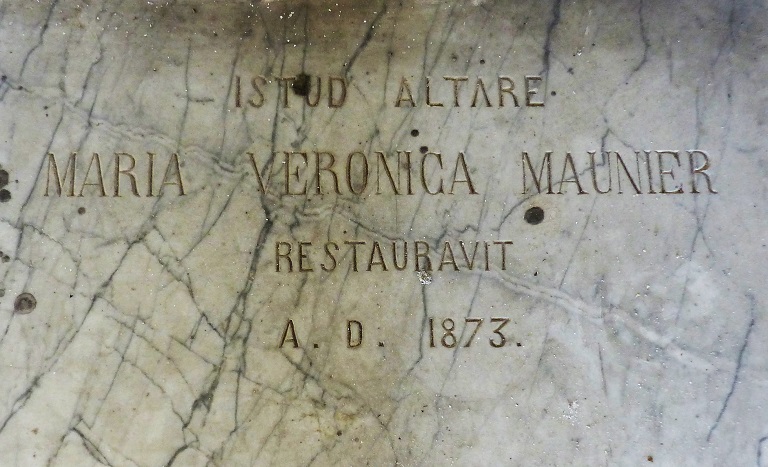 ISTUD ALTARE
MARIA VERONICA MAUNIER
RESTAURAVIT
A. D. 1873.